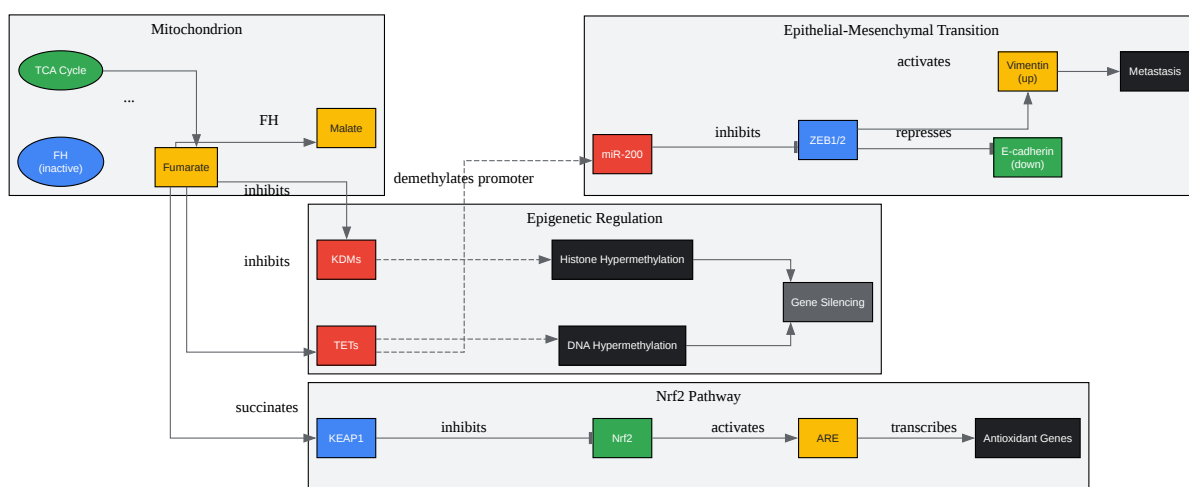 Mitochondrion
TCA Cycle
...
FH
Malate
FH
(inactive)
Fumarate
inhibits
inhibits
succinates
demethylates promoter
Epithelial-Mesenchymal Transition
miR-200
inhibits
ZEB1/2
activates
represses
Vimentin
(up)
Metastasis
E-cadherin
(down)
Epigenetic Regulation
KDMs
Histone Hypermethylation
Gene Silencing
TETs
DNA Hypermethylation
Nrf2 Pathway
KEAP1
inhibits
Nrf2
activates
ARE
transcribes
Antioxidant Genes